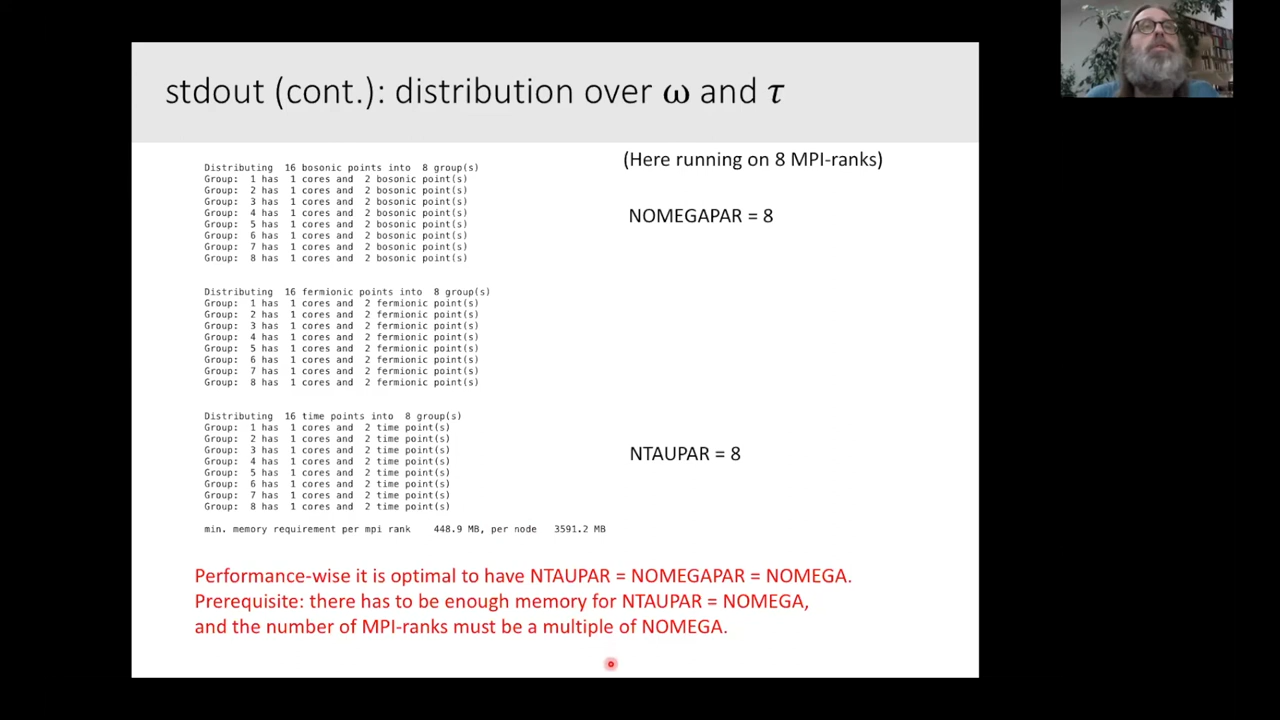 stdout (cont.): distribution over ω and τ
(Here running on 8 MPI-ranks)
Distributing 16 bosonic points into 8 group(s)
Group: 1 has 1 cores and 2 bosonic point(s)
Group: 2 has 1 cores and 2 bosonic point(s)
Group: 3 has 1 cores and 2 bosonic point(s)
Group: 4 has 1 cores and 2 bosonic point(s)
Group: 5 has 1 cores and 2 bosonic point(s)
Group: 6 has 1 cores and 2 bosonic point(s)
Group: 7 has 1 cores and 2 bosonic point(s)
Group: 8 has 1 cores and 2 bosonic point(s)
NOMEGAPAR = 8
Distributing 16 fermionic points into 8 group(s)
Group: 1 has 1 cores and 2 fermionic point(s)
Group: 2 has 1 cores and 2 fermionic point(s)
Group: 3 has 1 cores and 2 fermionic point(s)
Group: 4 has 1 cores and 2 fermionic point(s)
Group: 5 has 1 cores and 2 fermionic point(s)
Group: 6 has 1 cores and 2 fermionic point(s)
Group: 7 has 1 cores and 2 fermionic point(s)
Group: 8 has 1 cores and 2 fermionic point(s)
Distributing 16 time points into 8 group(s)
Group: 1 has 1 cores and 2 time point(s)
Group: 2 has 1 cores and 2 time point(s)
Group: 3 has 1 cores and 2 time point(s)
Group: 4 has 1 cores and 2 time point(s)
Group: 5 has 1 cores and 2 time point(s)
Group: 6 has 1 cores and 2 time point(s)
Group: 7 has 1 cores and 2 time point(s)
Group: 8 has 1 cores and 2 time point(s)
NTAUPAR = 8
min. memory requirement per mpi rank 448.9 MB, per node 3591.2 MB
Performance-wise it is optimal to have NTAUPAR = NOMEGAPAR = NOMEGA.
Prerequisite: there has to be enough memory for NTAUPAR = NOMEGA,
and the number of MPI-ranks must be a multiple of NOMEGA.